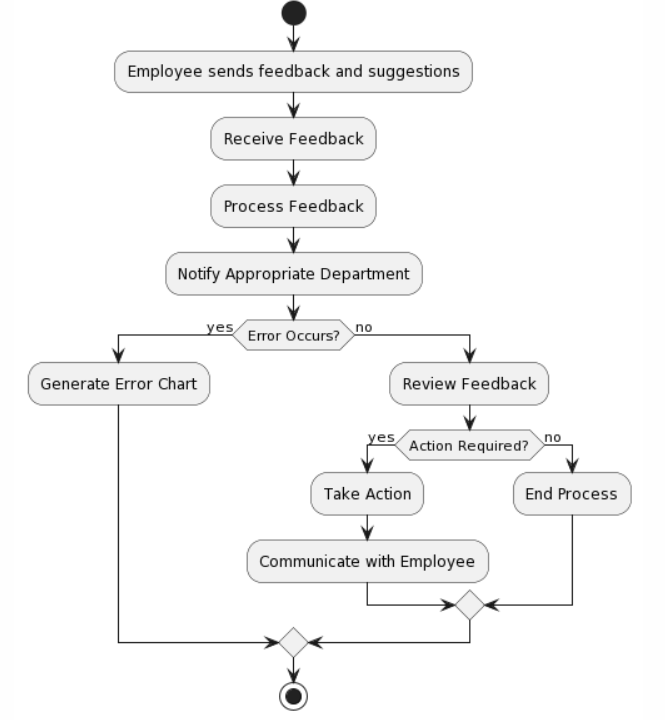 Employee sends feedback and suggestions
Receive Feedback
Process Feedback
Notify Appropriate Department
yes
Error Occurs?
no
Generate Error Chart
Review Feedback
yes
Action Required?
no
Take Action
End Process
Communicate with Employee